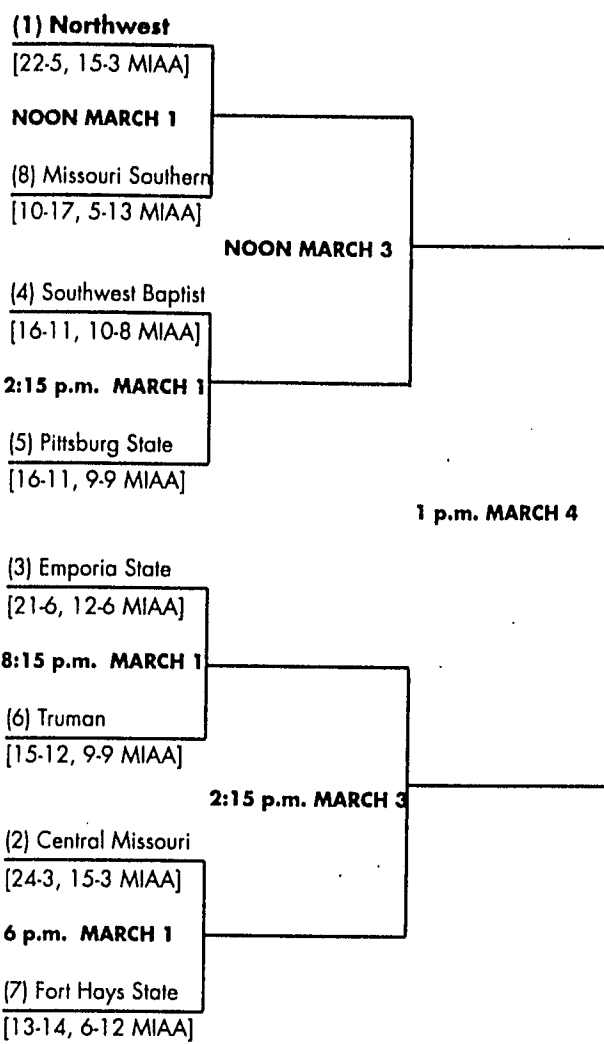 (1) Northwest
[22-5, 15-3 MIAA]
NOON MARCH 1
(8) Missouri Southern
[10-17, 5-13 MIAA]
NOON MARCH 3
(4) Southwest Baptist
[16-11, 10-8 MIAA]
2:15 p.m. MARCH 1
(5) Pittsburg State
[16-11, 9-9 MIAA]
1 p.m. MARCH 4
(3) Emporia State
[21-6, 12-6 MIAA]
8:15 p.m. MARCH 1
(6) Truman
[15-12, 9-9 MIAA]
2:15 p.m. MARCH 3
(2) Central Missouri
[24-3, 15-3 MIAA]
6 p.m. MARCH 1
(7) Fort Hays State
[13-14, 6-12 MIAA]